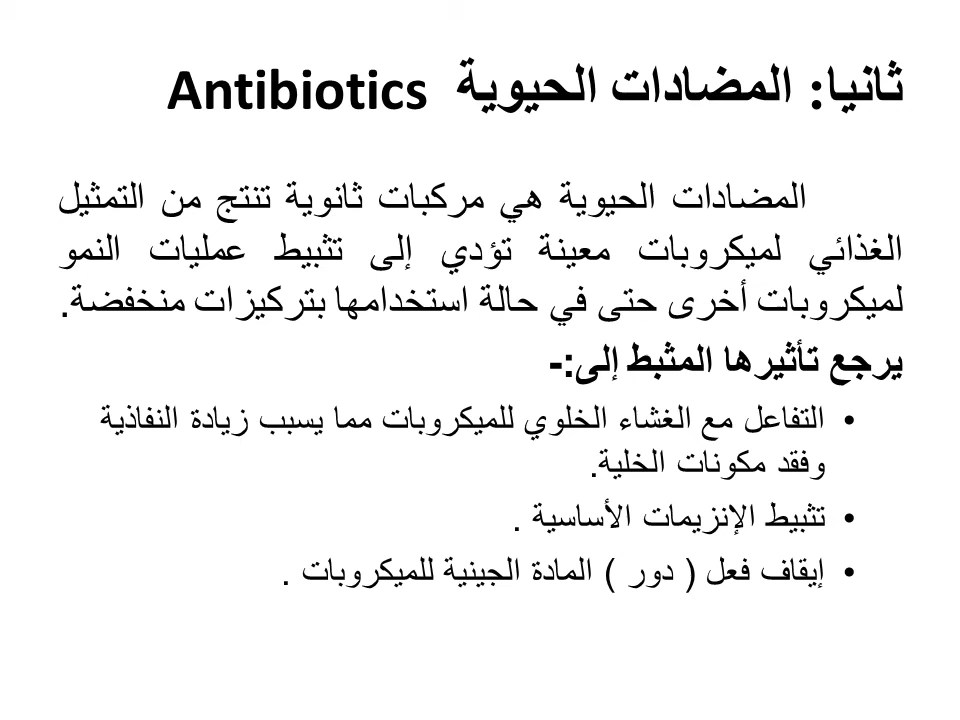 ثانيا: المضادات الحيوية Antibiotics
المضادات الحيوية هي مركبات ثانوية تنتج من التمثيل
الغذائي لميكروبات معينة تؤدي إلى تثبيط عمليات النمو
لميكروبات أخرى حتى في حالة استخدامها بتركيزات منخفضة.
يرجع تأثيرها المثبط إلى:-
• التفاعل مع الغشاء الخلوي للميكروبات مما يسبب زيادة النفاذية
وفقد مكونات الخلية.
• تثبيط الإنزيمات الأساسية .
• إيقاف فعل ( دور ) المادة الجينية للميكروبات .